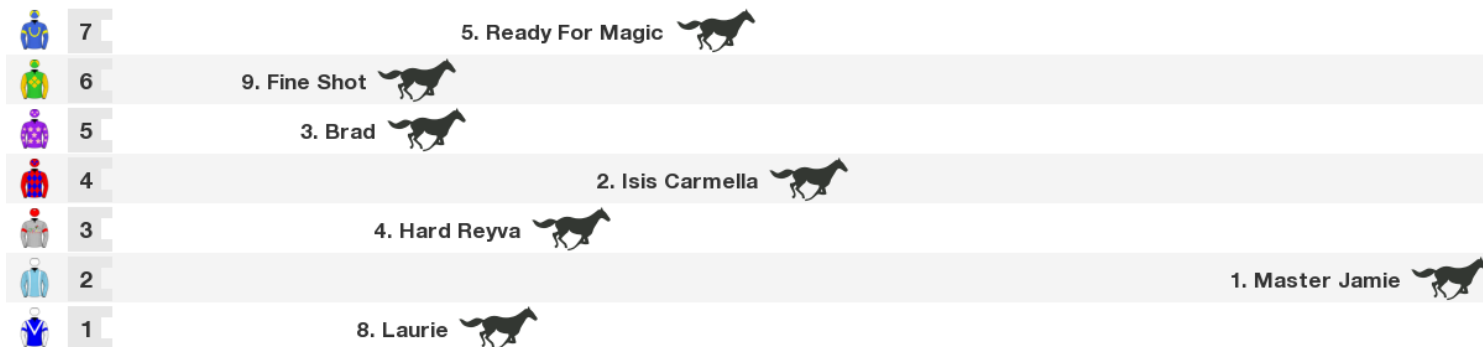 7 5. Ready For Magic
6 9. Fine Shot
5 3. Brad
4 2. Isis Carmella
3 4. Hard Reyva
2 1. Master Jamie
1 8. Laurie